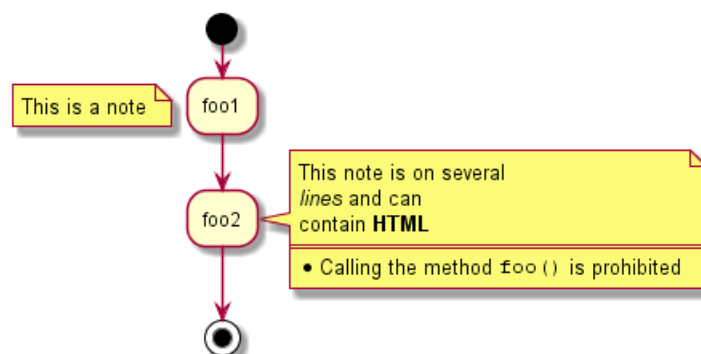 This is a note
foo1
foo2
This note is on several
lines and can
contain HTML
• Calling the method foo() is prohibited